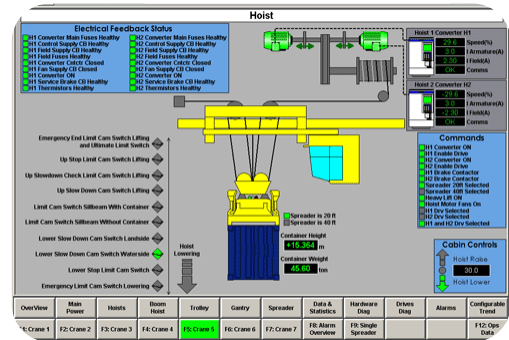 Hoist
Electrical Feedback Status
H1 Converter Main Fuses Healthy
H2 Converter Main Fuses Healthy
H1 Control Supply CB Healthy
H2 Control Supply CB Healthy
H1 Field Supply CB Healthy
H2 Field Supply CB Healthy
H1 Field Fuses Healthy
H2 Field Fuses Healthy
H1 Converter Cntctr Closed
H2 Converter Cntctr Closed
H1 Fan Supply CB Closed
H2 Fan Supply CB Closed
H1 Converter ON
H2 Converter ON
H1 Service Brake CB Healthy
H2 Service Brake CB Healthy
H1 Thermistors Healthy
H2 Thermistors Healthy
Hoist 1 Converter H1
29.6 Speed(%)
3.0 I Armature(A)
2.30 I Field(A)
OK Comms
Hoist 2 Converter H2
-29.6 Speed(%)
3.0 I Armature(A)
-2.30 I Field(A)
OK Comms
Commands
H1 Converter ON
H1 Enable Drive
H2 Converter ON
H2 Enable Drive
H1 Brake Contactor
H2 Brake Contactor
Spreader 20ft Selected
Spreader 40ft Selected
Heavy Lift ON
Hoist Motor Fans On
H1 Drv Selected
H2 Drv Selected
H1 and H2 Drv Selected
Emergency End Limit Cam Switch Lifting
and Ultimate Limit Switch
Up Stop Limit Cam Switch Lifting
Up Slowdown Check Limit Cam Switch Lifting
Up Slow Down Cam Switch Lifting
Limit Cam Switch Sillbeam With Container
Limit Cam Switch Sillbeam Without Container
Lower Slow Down Cam Switch Landside
Lower Slow Down Cam Switch Waterside
Lower Stop Limit Cam Switch
Emergency Limit Cam Switch Lowering
Hoist
Lowering
Spreader is 20 ft
Spreader is 40 ft
Container Height
+15.364 m
Container Weight
45.60 ton
Cabin Controls
Hoist Raise
30.0
Hoist Lower
OverView
Main
Power
Hoists
Boom
Hoist
Trolley
Gantry
Spreader
Data &
Statistics
Hardware
Diag
Drives
Diag
Alarms
Configurable
Trend
: Crane 1
F2: Crane 2
F3: Crane 3
F4: Crane 4
F5: Crane 5
F6: Crane 6
F7: Crane 7
F8: Alarm
Overview
F9: Single
Spreader
F12: Ops
Data